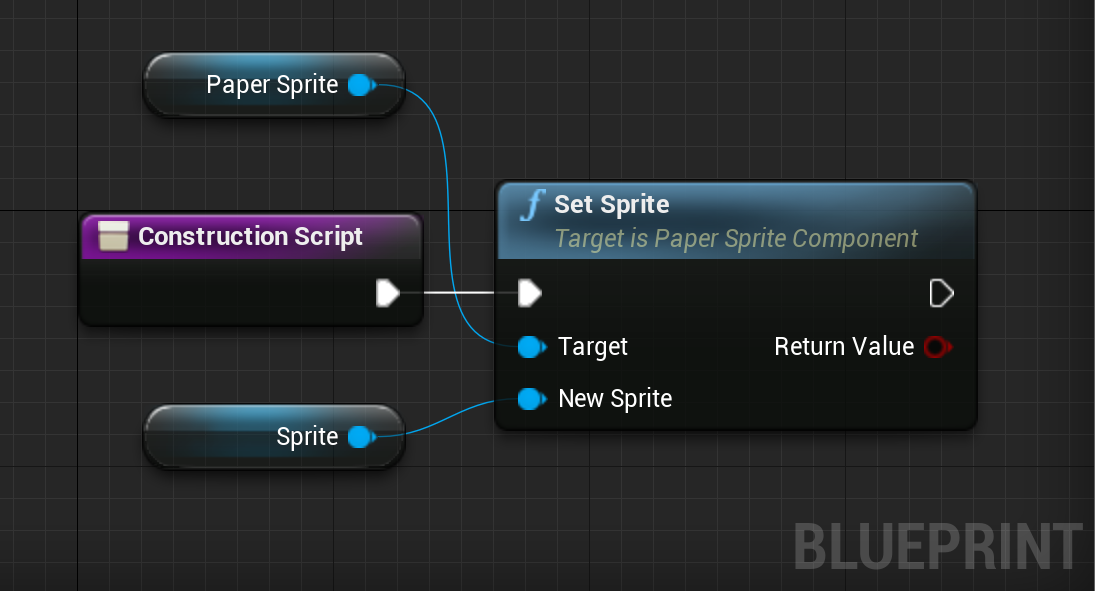 Paper Sprite
Construction Script
Set Sprite
Target is Paper Sprite Component
Target
Return Value
New Sprite
Sprite
BLUEPRINT